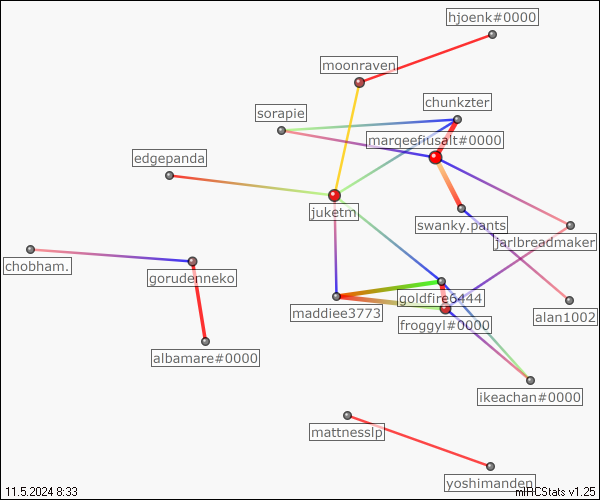 hjoenk#0000
moonraven
chunkzter
sorapie
marqeefiusalt#0000
edgepanda
juketm
swanky.pants
jarlbreadmaker
chobham.
gorudenneko
goldfire6444
maddiee3773
froggyl#0000
alan1002
albamare#0000
ikeachan#0000
mattnesslp
yoshimanden
11.5.2024 8:33
mIRCStats v1.25